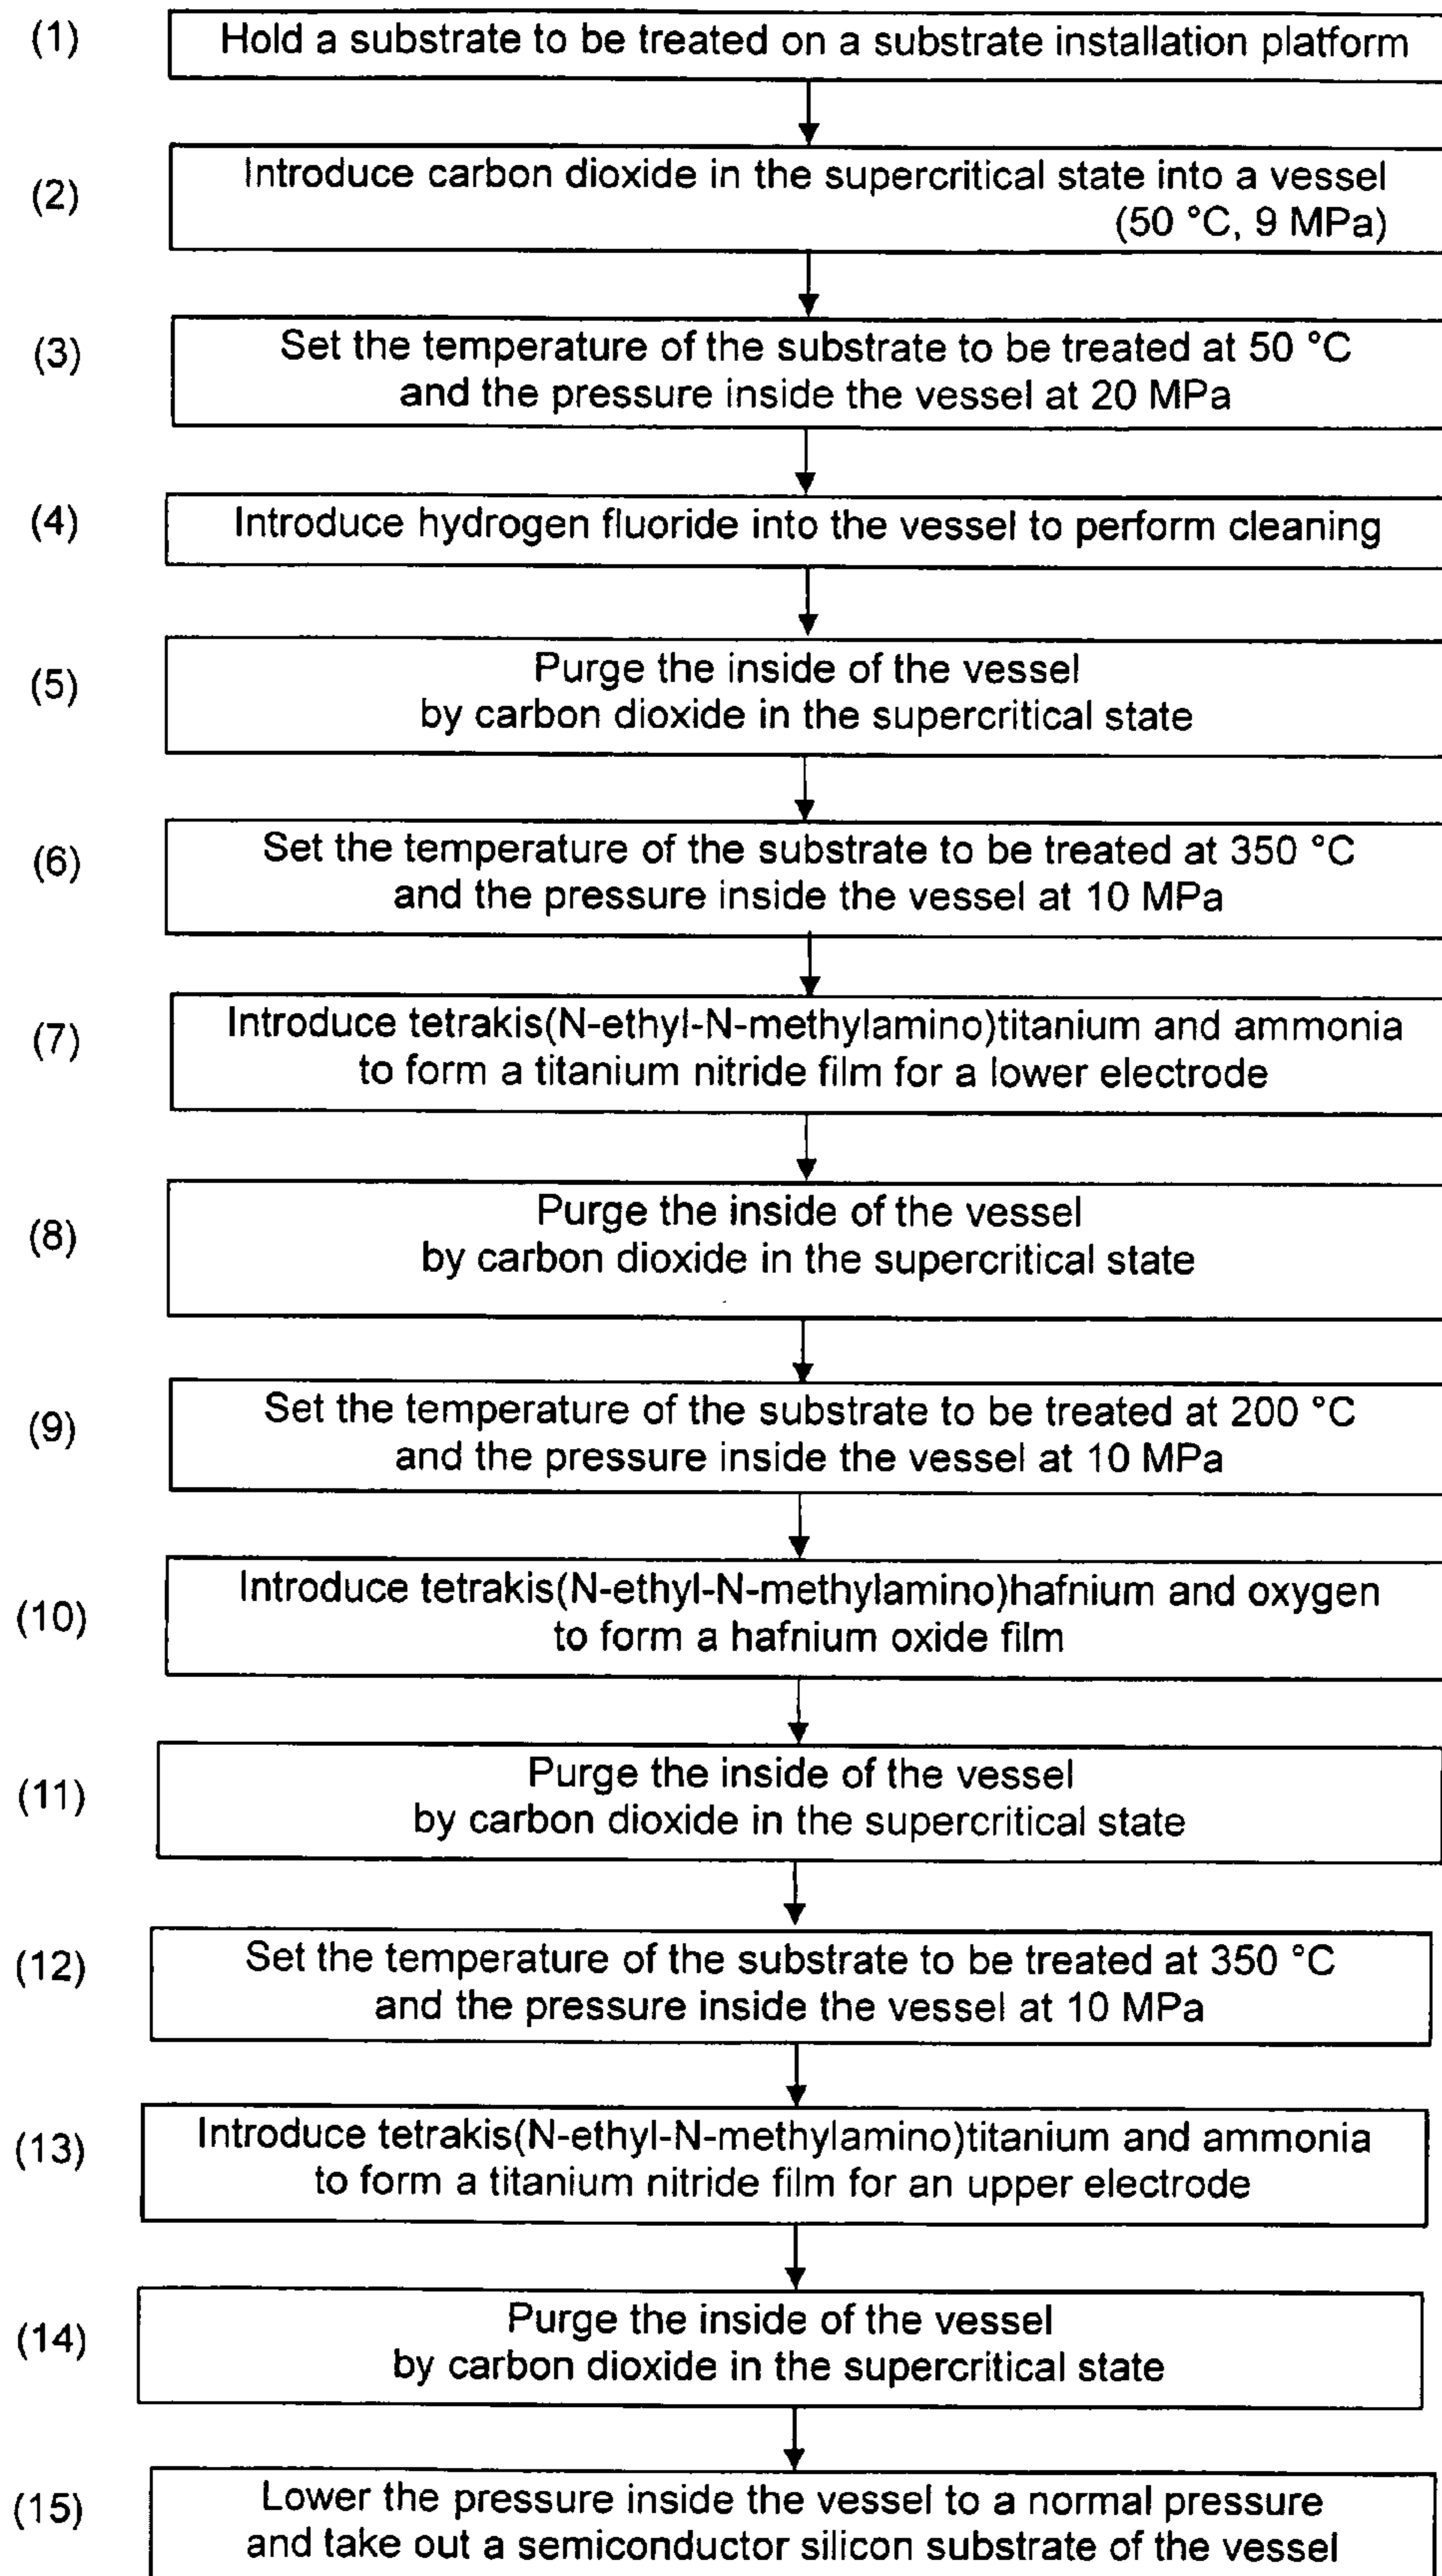 (1) Hold a substrate to be treated on a substrate installation platform
(2) Introduce carbon dioxide in the supercritical state into a vessel
(50 °C, 9 MPa)
(3) Set the temperature of the substrate to be treated at 50 °C
and the pressure inside the vessel at 20 MPa
(4) Introduce hydrogen fluoride into the vessel to perform cleaning
(5) Purge the inside of the vessel
by carbon dioxide in the supercritical state
(6) Set the temperature of the substrate to be treated at 350 °C
and the pressure inside the vessel at 10 MPa
(7) Introduce tetrakis(N-ethyl-N-methylamino)titanium and ammonia
to form a titanium nitride film for a lower electrode
(8) Purge the inside of the vessel
by carbon dioxide in the supercritical state
(9) Set the temperature of the substrate to be treated at 200 °C
and the pressure inside the vessel at 10 MPa
(10) Introduce tetrakis(N-ethyl-N-methylamino)hafnium and oxygen
to form a hafnium oxide film
(11) Purge the inside of the vessel
by carbon dioxide in the supercritical state
(12) Set the temperature of the substrate to be treated at 350 °C
and the pressure inside the vessel at 10 MPa
(13) Introduce tetrakis(N-ethyl-N-methylamino)titanium and ammonia
to form a titanium nitride film for an upper electrode
(14) Purge the inside of the vessel
by carbon dioxide in the supercritical state
(15) Lower the pressure inside the vessel to a normal pressure
and take out a semiconductor silicon substrate of the vessel